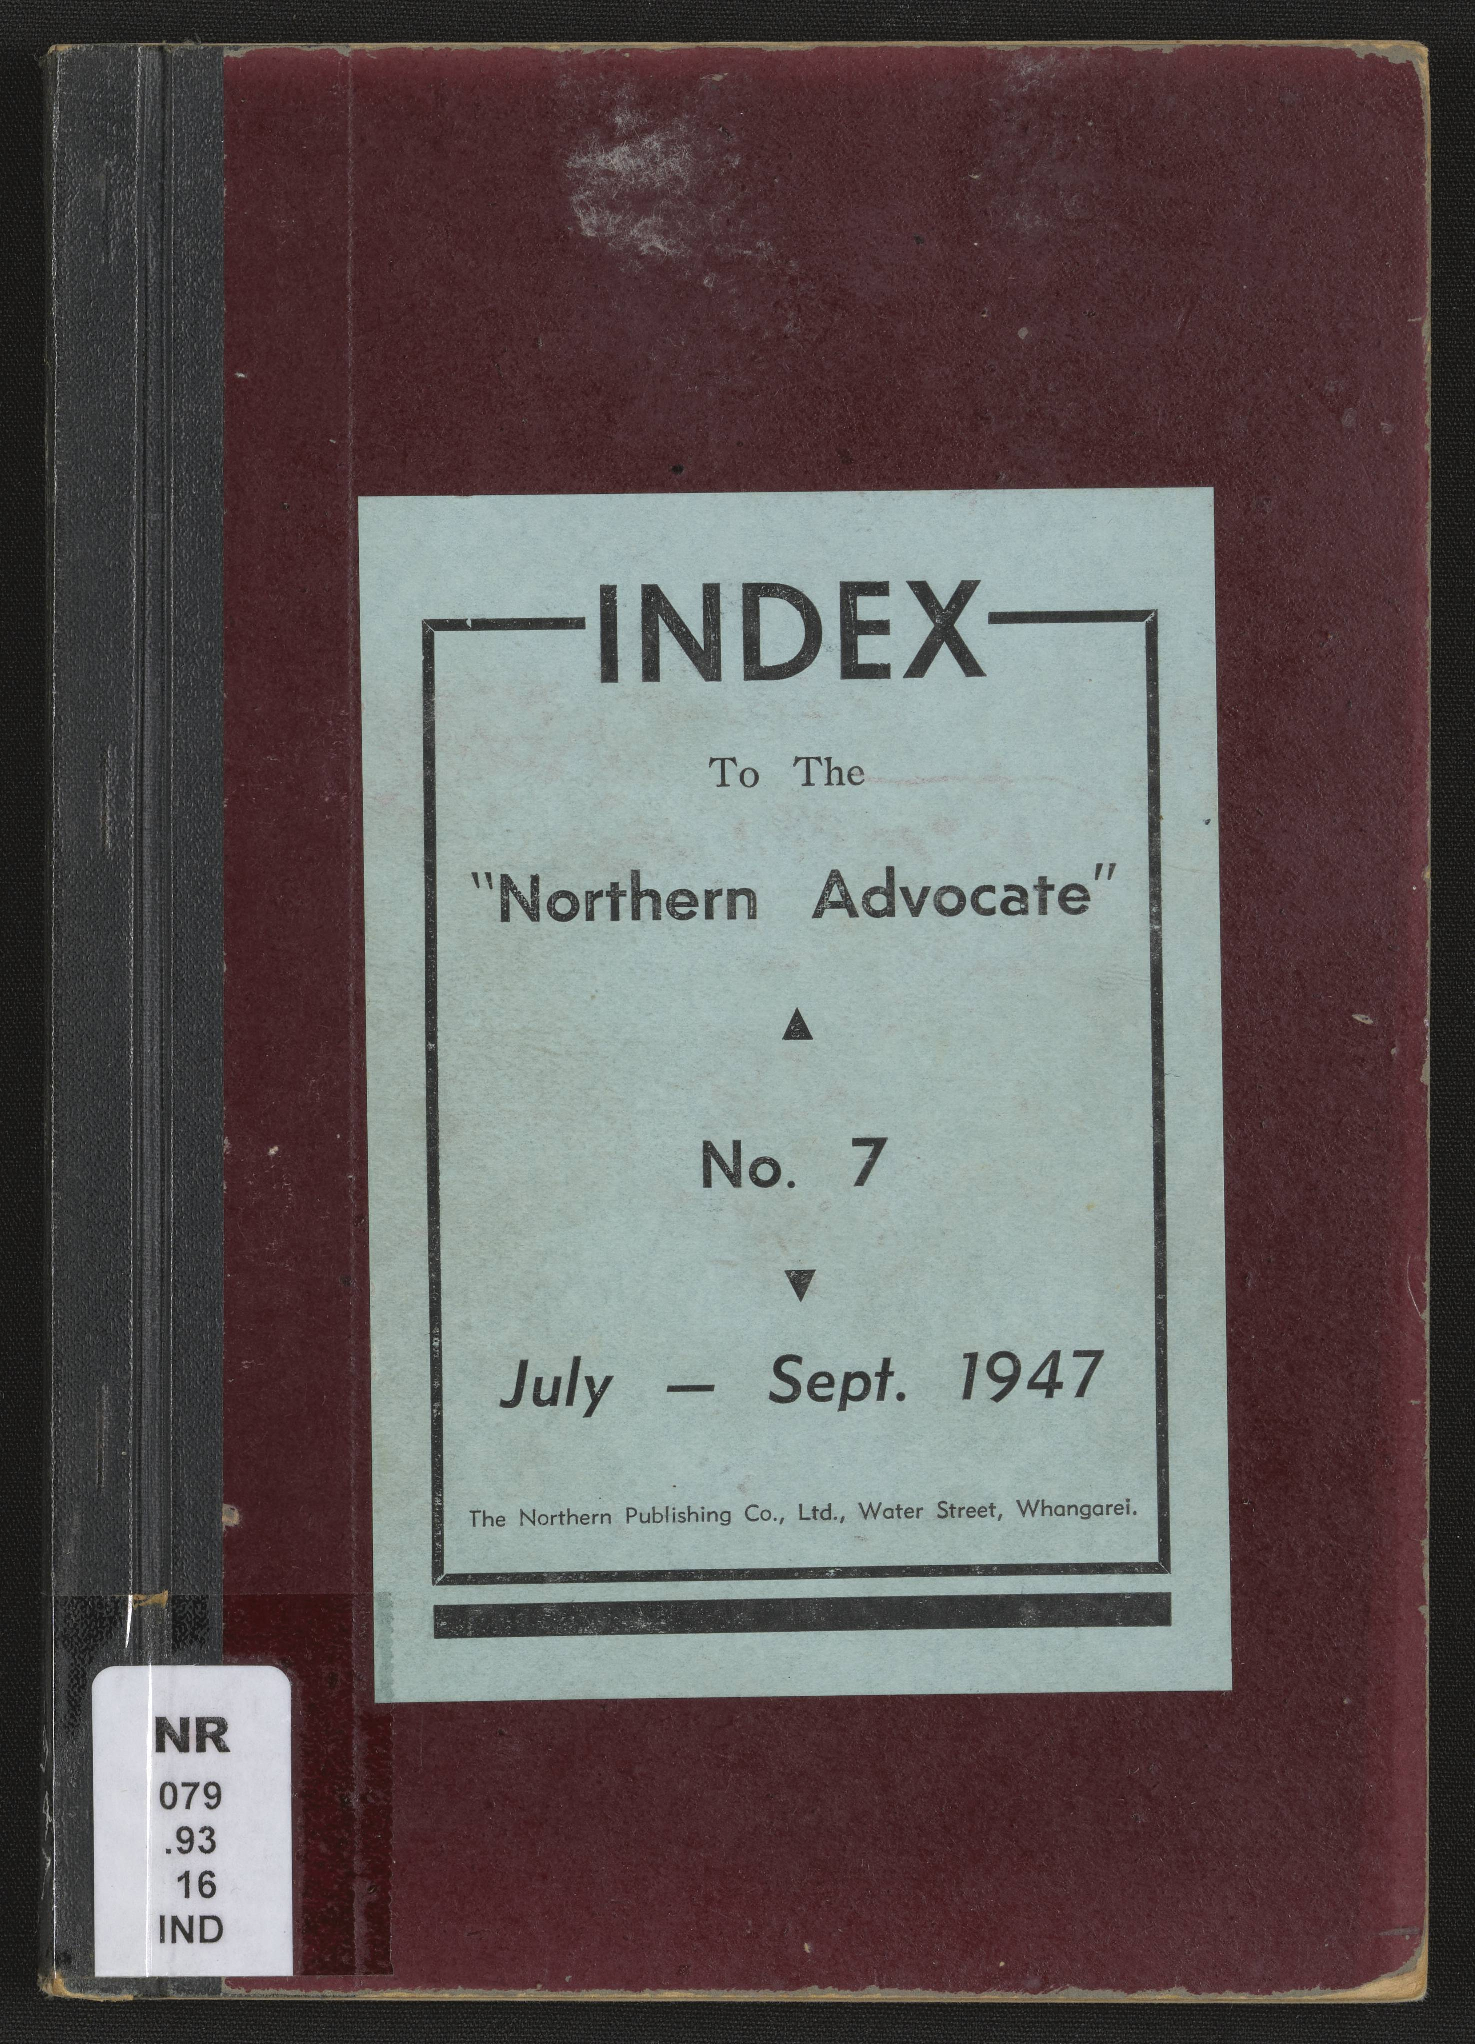 INDEX
To The
"Northern Advocate"
▲
No. 7
▼
July — Sept. 1947
The Northern Publishing Co., Ltd., Water Street, Whangarei.
NR
079
.93
16
IND